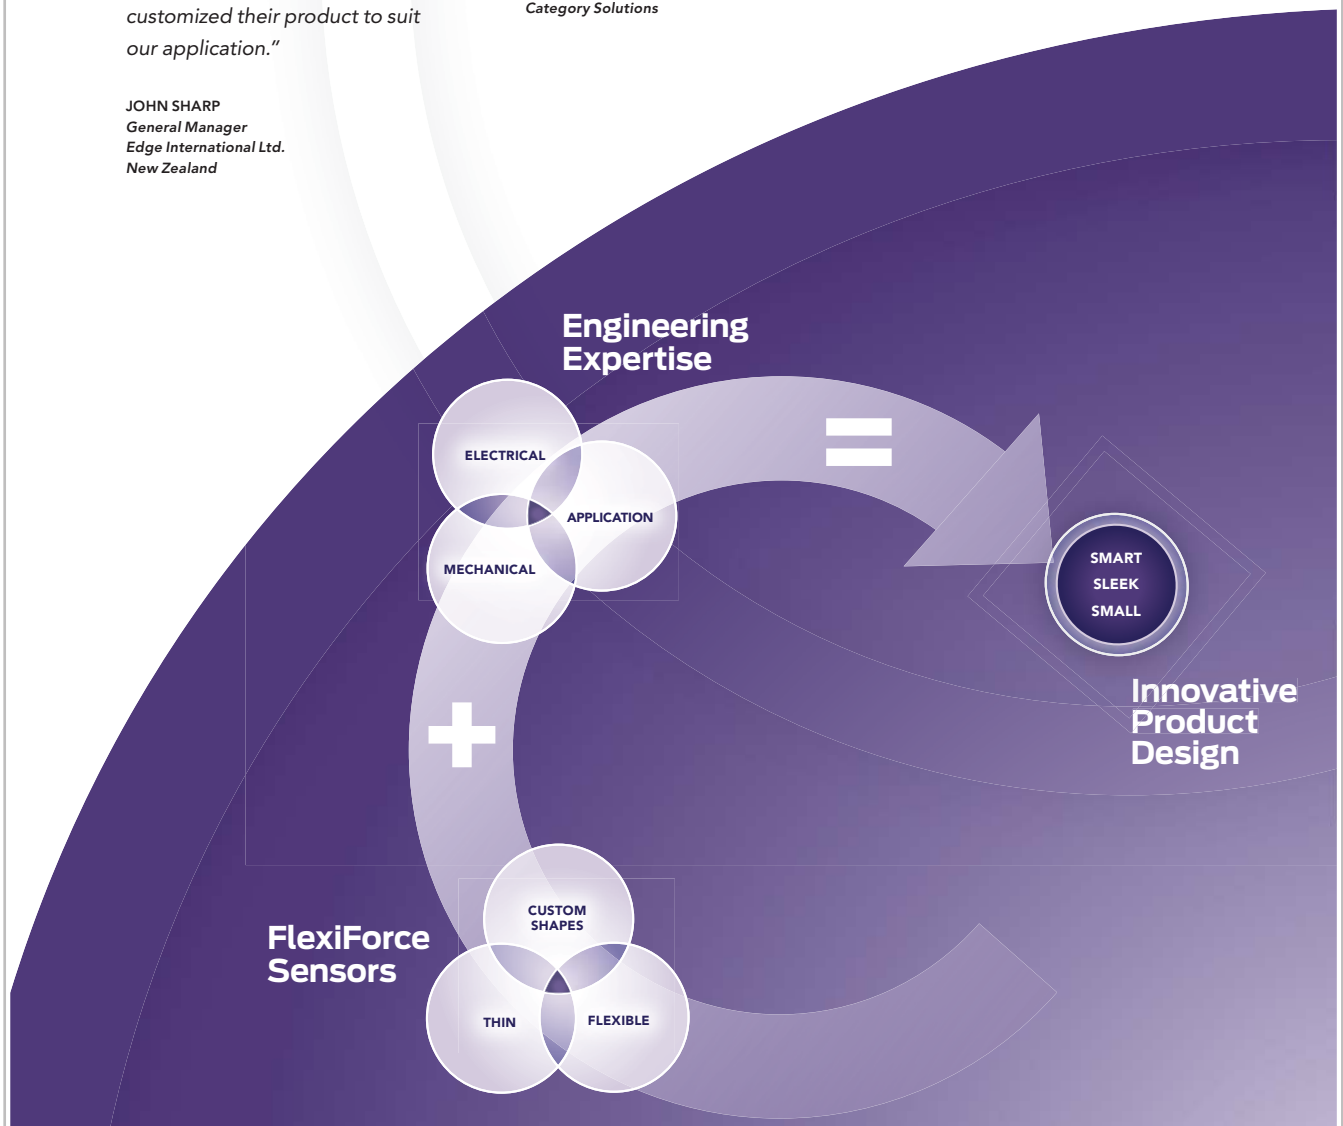 customized their product to suit
our application.”
JOHN SHARP
General Manager
Edge International Ltd.
New Zealand
Category Solutions
Engineering
Expertise
ELECTRICAL
APPLICATION
MECHANICAL
=
SMART
SLEEK
SMALL
Innovative
Product
Design
+
CUSTOM
SHAPES
FlexiForce
Sensors
THIN
FLEXIBLE